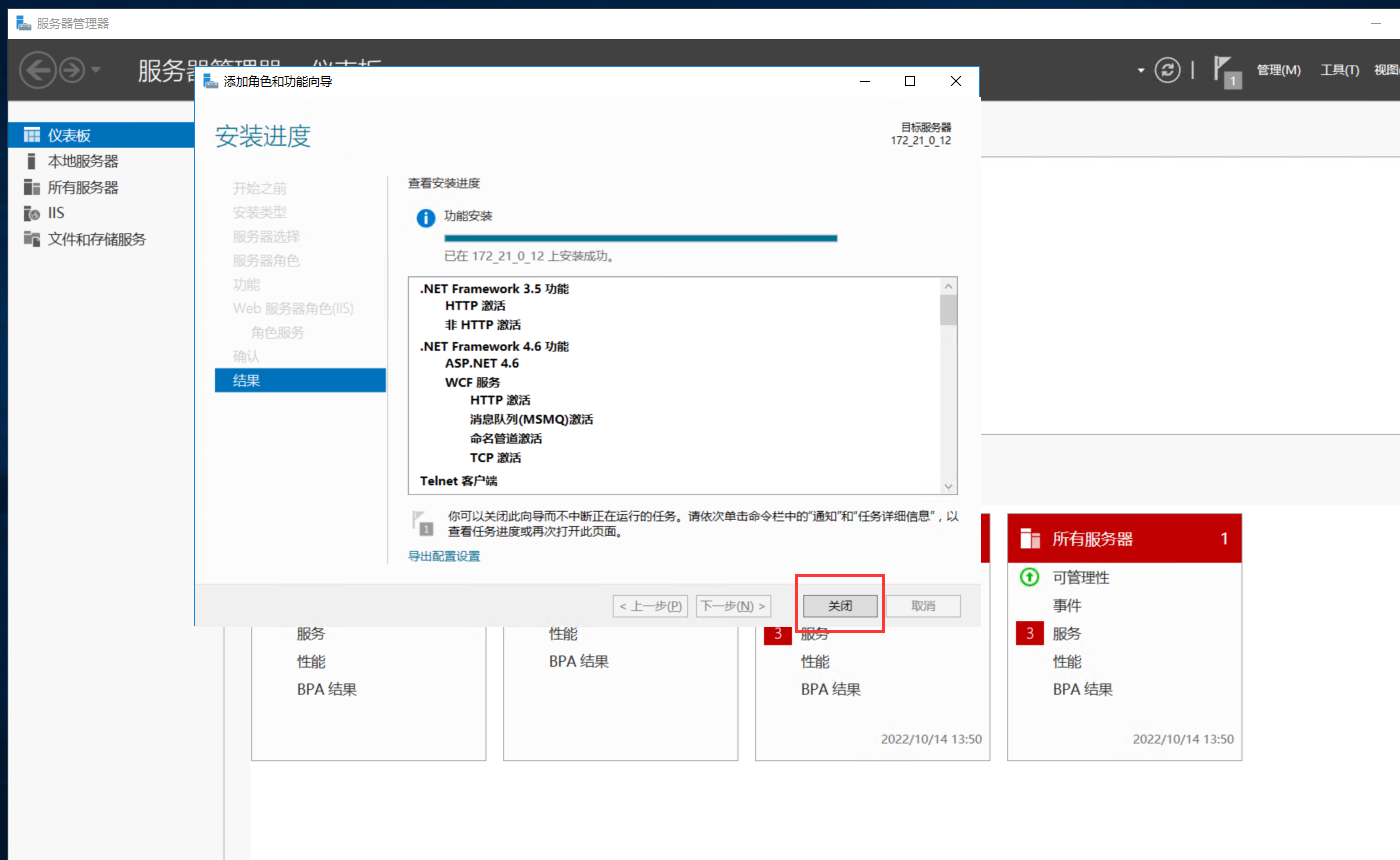 服务器管理器
管理(M)
工具(T)
视图
1
仪表板
本地服务器
所有服务器
IIS
文件和存储服务
添加角色和功能向导
安装进度
目标服务器
172_21_0_12
开始之前
安装类型
服务器选择
服务器角色
功能
Web 服务器角色(IIS)
角色服务
确认
结果
查看安装进度
功能安装
已在 172_21_0_12 上安装成功。
.NET Framework 3.5 功能
HTTP 激活
非 HTTP 激活
.NET Framework 4.6 功能
ASP.NET 4.6
WCF 服务
HTTP 激活
消息队列(MSMQ)激活
命名管道激活
TCP 激活
Telnet 客户端
1
你可以关闭此向导而不中断正在运行的任务。请依次单击命令栏中的"通知"和"任务详细信息"，以
查看任务进度或再次打开此页面。
导出配置设置
< 上一步(P)
下一步(N) >
关闭
取消
服务
性能
BPA 结果
性能
BPA 结果
3 服务
性能
BPA 结果
2022/10/14 13:50
所有服务器 1
可管理性
事件
3 服务
性能
BPA 结果
2022/10/14 13:50